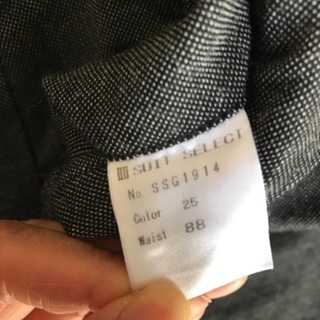 SUIT SELECT
No. SSG1914
Color 25
Waist 88